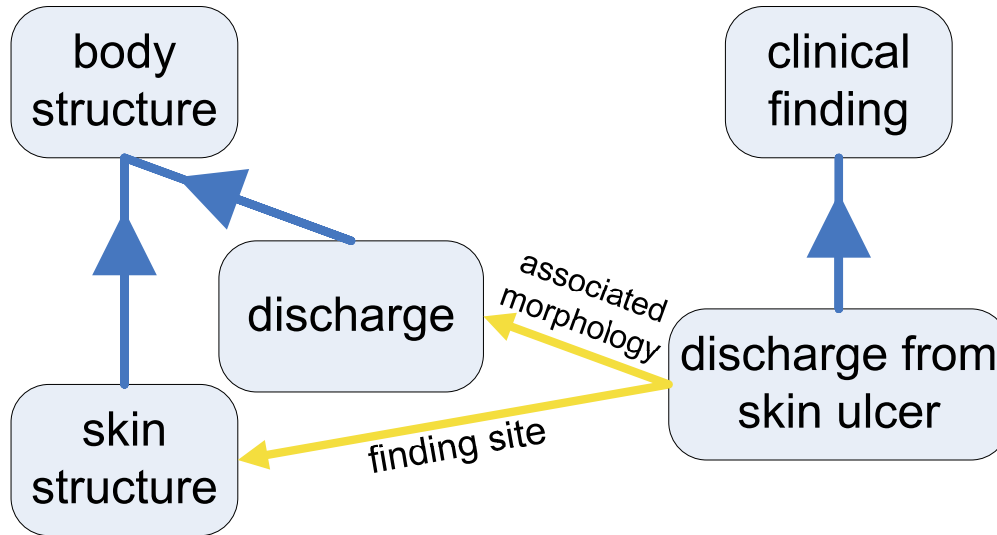 body
structure
clinical
finding
discharge
associated
morphology
discharge from
skin ulcer
skin
structure
finding site